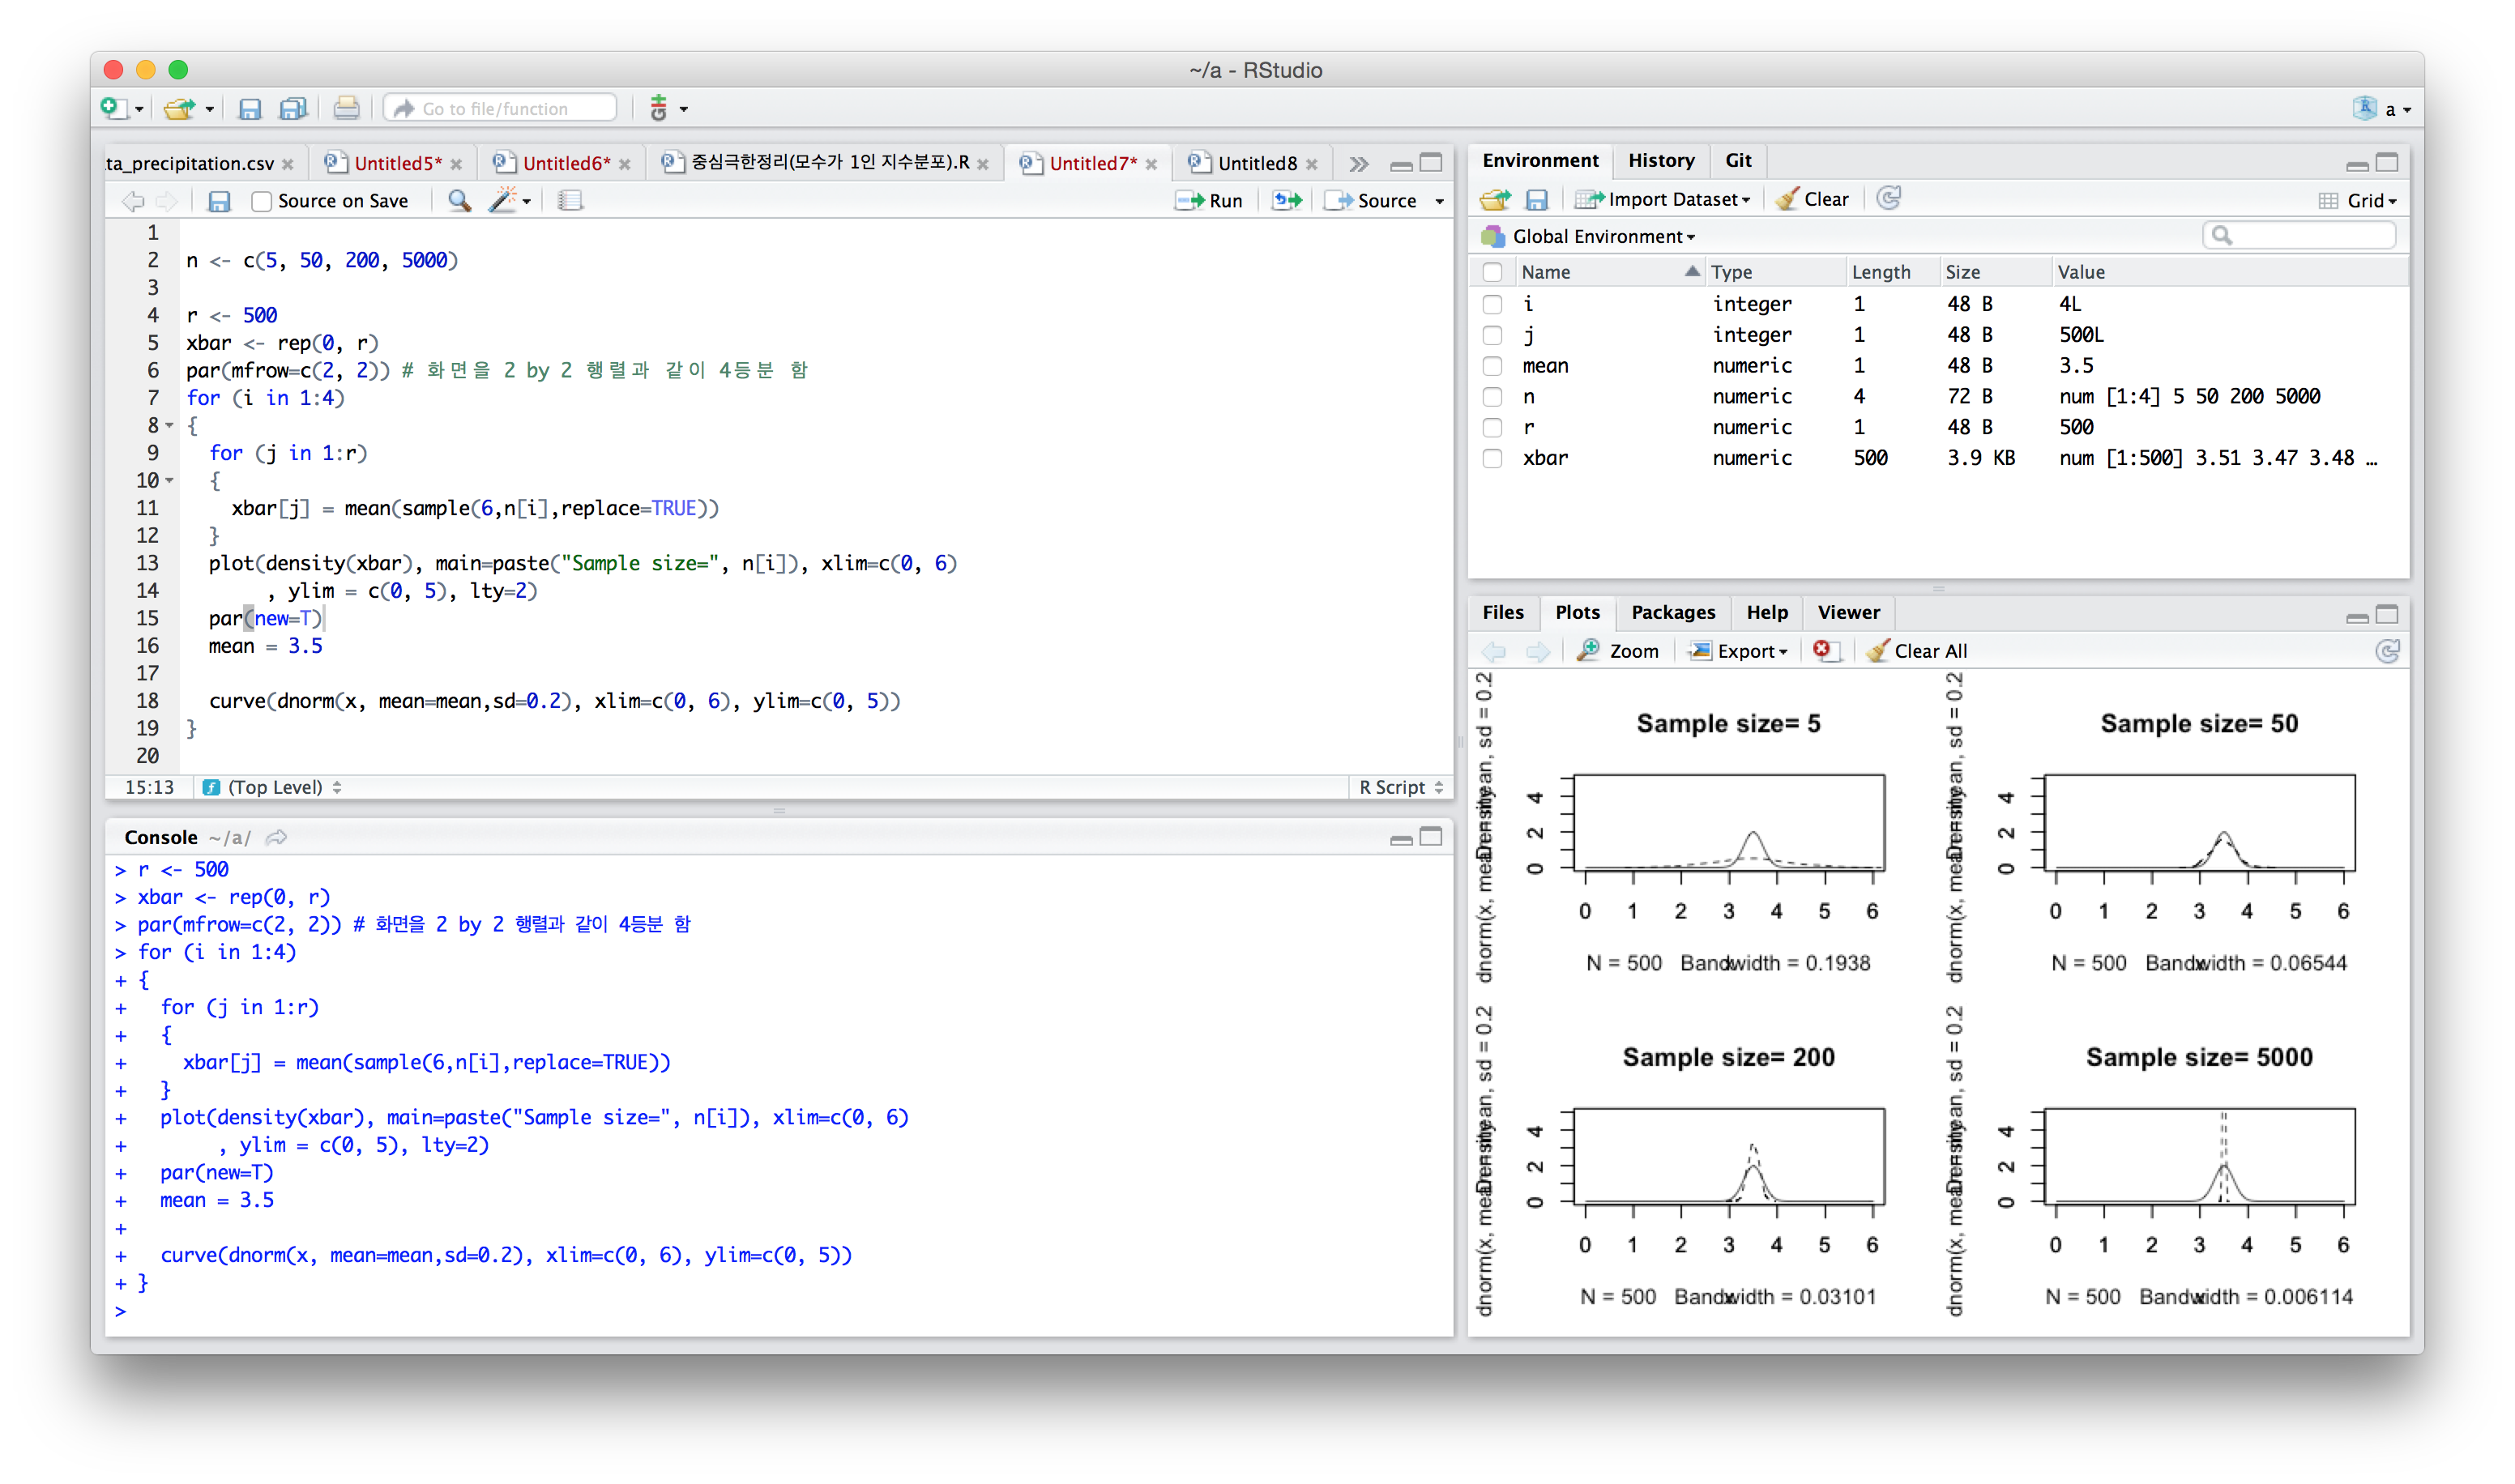 ~/a - RStudio
Go to file/function
a
ta_precipitation.csv
Untitled5*
Untitled6*
중심극한정리(모수가 1인 지수분포).R
Untitled7*
Untitled8
Source on Save
Run
Source
1
2 n <- c(5, 50, 200, 5000)
3
4 r <- 500
5 xbar <- rep(0, r)
6 par(mfrow=c(2, 2)) # 화면을 2 by 2 행렬과 같이 4등분 함
7 for (i in 1:4)
8 {
9   for (j in 1:r)
10   {
11     xbar[j] = mean(sample(6,n[i],replace=TRUE))
12   }
13   plot(density(xbar), main=paste("Sample size=", n[i]), xlim=c(0, 6)
14        , ylim = c(0, 5), lty=2)
15   par(new=T)
16   mean = 3.5
17
18   curve(dnorm(x, mean=mean,sd=0.2), xlim=c(0, 6), ylim=c(0, 5))
19 }
20
15:13 (Top Level) R Script
Console ~/a/
> r <- 500
> xbar <- rep(0, r)
> par(mfrow=c(2, 2)) # 화면을 2 by 2 행렬과 같이 4등분 함
> for (i in 1:4)
+ {
+   for (j in 1:r)
+   {
+     xbar[j] = mean(sample(6,n[i],replace=TRUE))
+   }
+   plot(density(xbar), main=paste("Sample size=", n[i]), xlim=c(0, 6)
+        , ylim = c(0, 5), lty=2)
+   par(new=T)
+   mean = 3.5
+
+   curve(dnorm(x, mean=mean,sd=0.2), xlim=c(0, 6), ylim=c(0, 5))
+ }
>
Environment History Git
Import Dataset Clear Grid
Global Environment
Name Type Length Size Value
i integer 1 48 B 4L
j integer 1 48 B 500L
mean numeric 1 48 B 3.5
n numeric 4 72 B num [1:4] 5 50 200 5000
r numeric 1 48 B 500
xbar numeric 500 3.9 KB num [1:500] 3.51 3.47 3.48 ...
Files Plots Packages Help Viewer
Zoom Export Clear All
Sample size= 5
dnorm(x, mean = mean, sd = 0.2
Density
0 2 4
0 1 2 3 4 5 6
N = 500 Bandwidth = 0.1938
x
Sample size= 50
dnorm(x, mean = mean, sd = 0.2
Density
0 2 4
0 1 2 3 4 5 6
N = 500 Bandwidth = 0.06544
x
Sample size= 200
dnorm(x, mean = mean, sd = 0.2
Density
0 2 4
0 1 2 3 4 5 6
N = 500 Bandwidth = 0.03101
x
Sample size= 5000
dnorm(x, mean = mean, sd = 0.2
Density
0 2 4
0 1 2 3 4 5 6
N = 500 Bandwidth = 0.006114
x